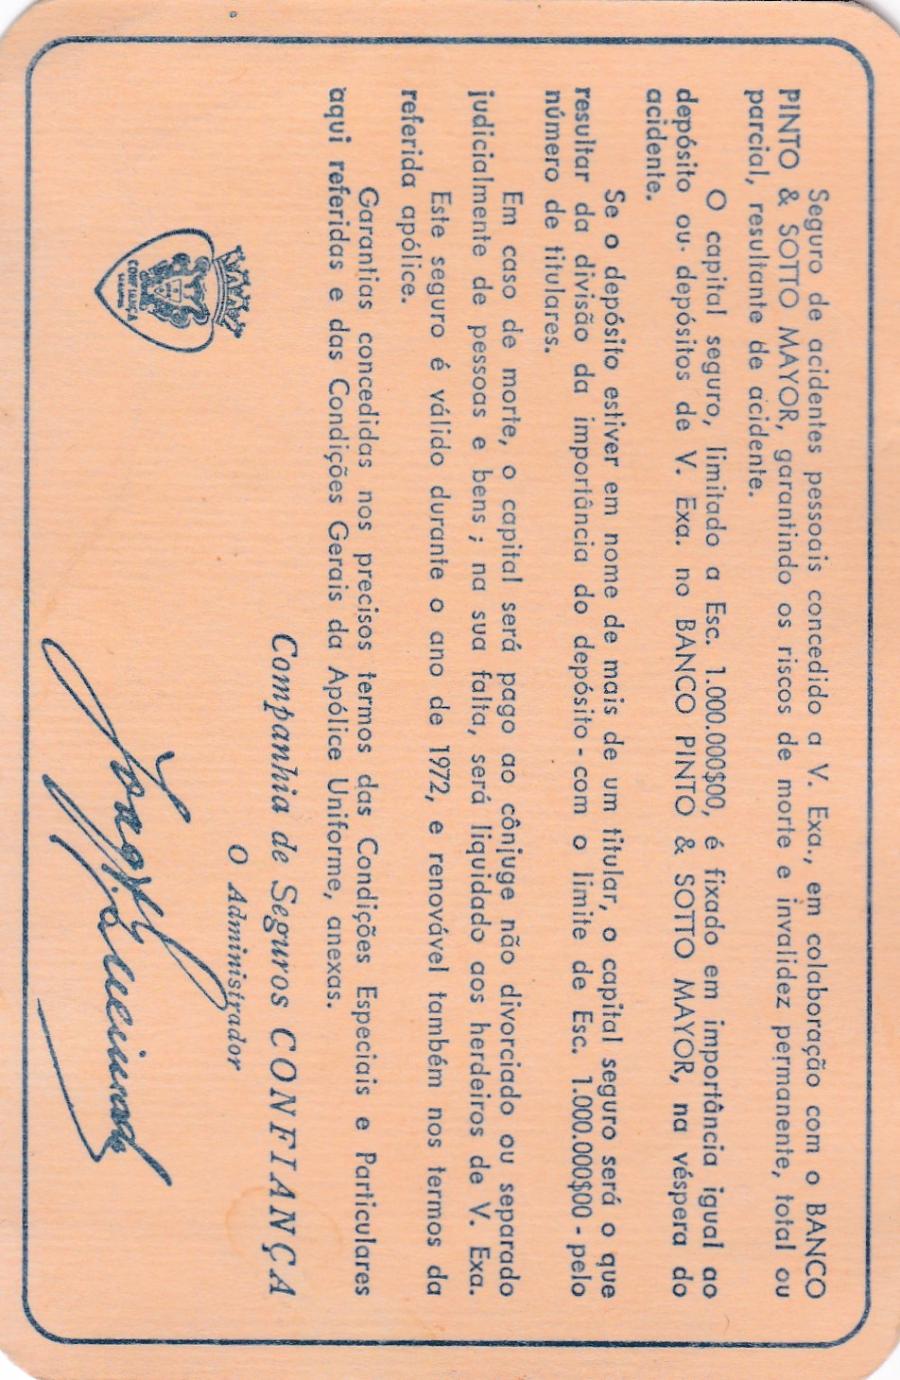 Seguro de acidentes pessoais concedido a V. Exa., em colaboração com o BANCO
PINTO & SOTTO MAYOR, garantindo os riscos de morte e invalidez permanente, total ou
parcial, resultante de acidente.
O capital seguro, limitado a Esc. 1.000.000$00, é fixado em importância igual ao
depósito ou depósitos de V. Exa. no BANCO PINTO & SOTTO MAYOR, na véspera do
acidente.
Se o depósito estiver em nome de mais de um titular, o capital seguro será o que
resultar da divisão da importância do depósito - com o limite de Esc. 1.000.000$00 - pelo
número de titulares.
Em caso de morte, o capital será pago ao cônjuge não divorciado ou separado
judicialmente de pessoas e bens ; na sua falta, será liquidado aos herdeiros de V. Exa.
Este seguro é válido durante o ano de 1972, e renovável também nos termos da
referida apólice.
Garantias concedidas nos precisos termos das Condições Especiais e Particulares
aqui referidas e das Condições Gerais da Apólice Uniforme, anexas.
Companhia de Seguros CONFIANÇA
O Administrador
CONFIANÇA